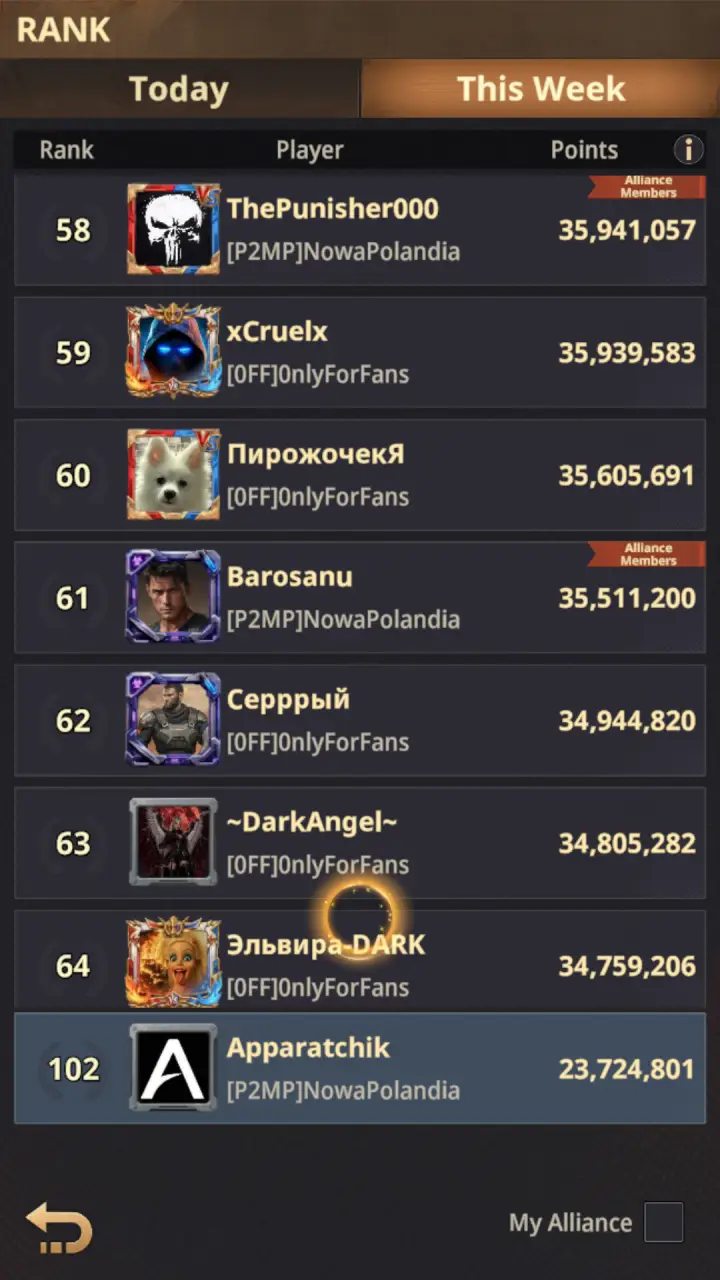 RANK
Today
This Week
Rank
Player
Points
58
ThePunisher000
[P2MP]NowaPolandia
Alliance
Members
35,941,057
59
xCruelx
[0FF]0nlyForFans
35,939,583
60
ПирожочекЯ
[0FF]0nlyForFans
35,605,691
61
Barosanu
[P2MP]NowaPolandia
Alliance
Members
35,511,200
62
Серррый
[0FF]0nlyForFans
34,944,820
63
~DarkAngel~
[0FF]0nlyForFans
34,805,282
64
Эльвира-DARK
[0FF]0nlyForFans
34,759,206
102
Apparatchik
[P2MP]NowaPolandia
23,724,801
My Alliance